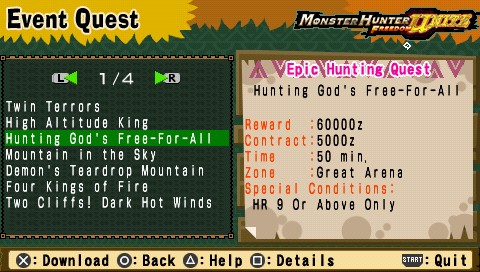 Event Quest
MONSTER HUNTER
FREEDOM UNITE
L 1/4 R
Twin Terrors
High Altitude King
Hunting God's Free-For-All
Mountain in the Sky
Demon's Teardrop Mountain
Four Kings of Fire
Two Cliffs! Dark Hot Winds
Epic Hunting Quest
Hunting God's Free-For-All
Reward :60000z
Contract:5000z
Time :50 min.
Zone :Great Arena
Special Conditions:
HR 9 Or Above Only
: Download : Back : Help : Details START: Quit